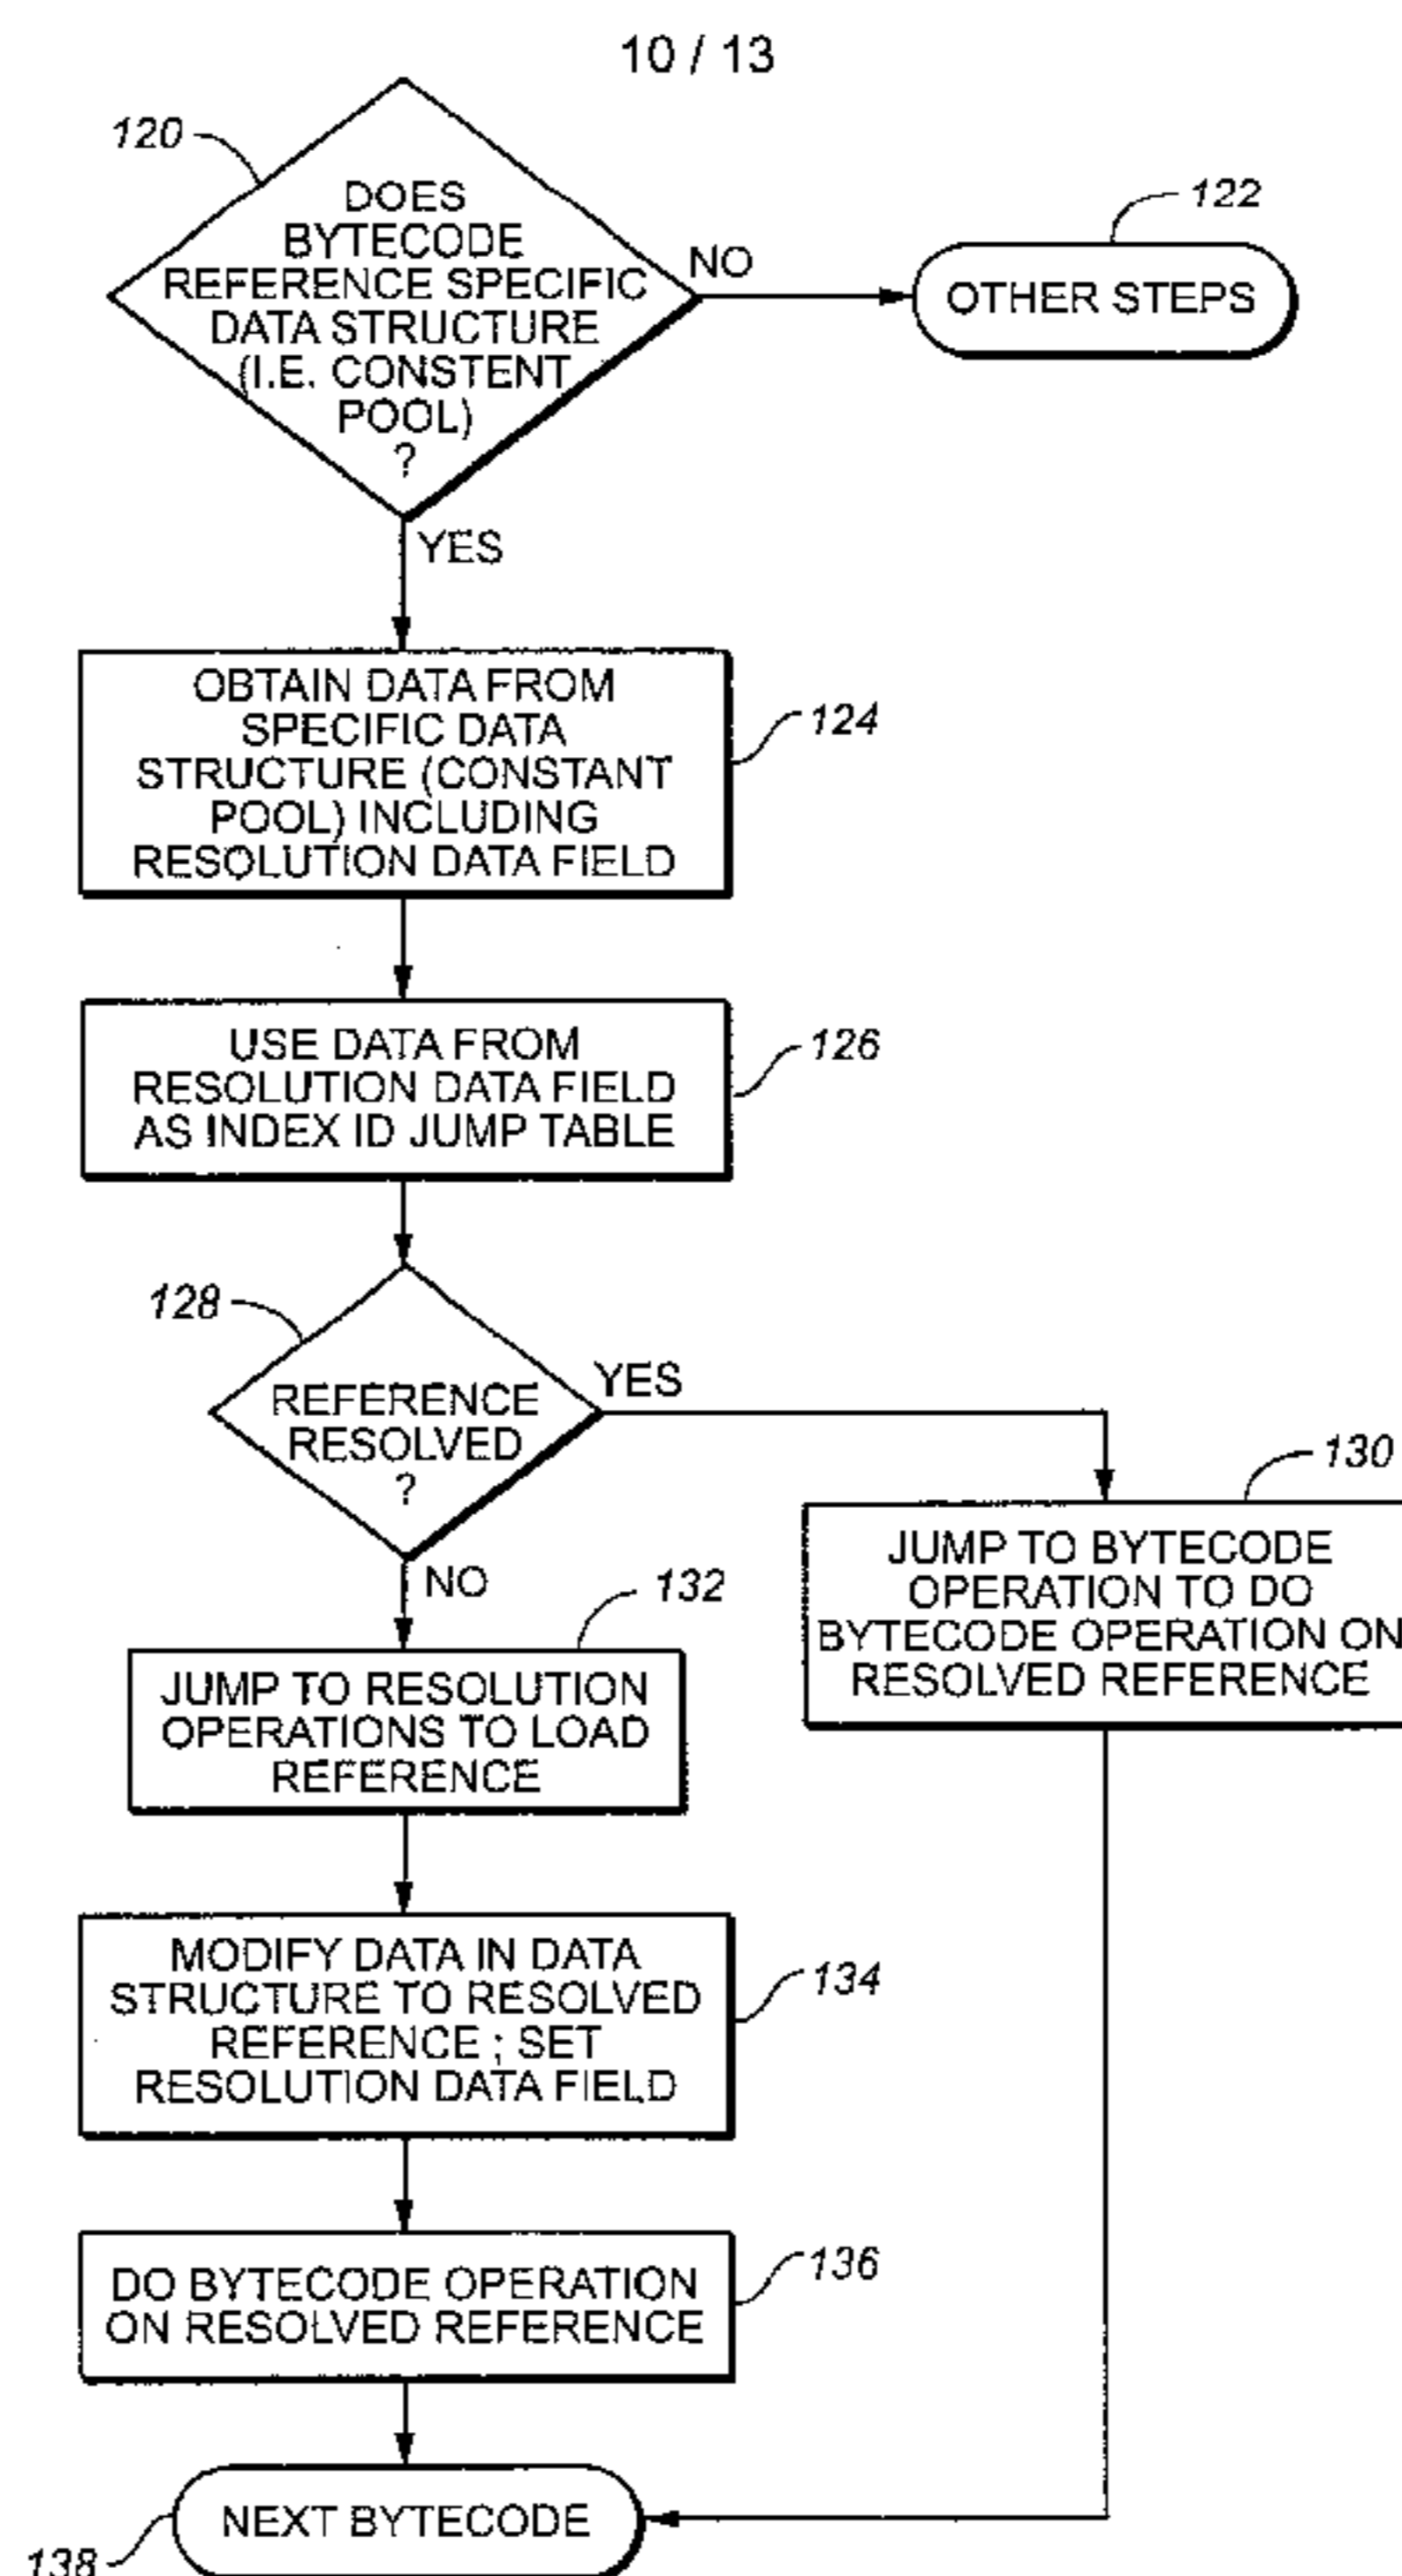 10 / 13
120
DOES
BYTECODE
REFERENCE SPECIFIC
DATA STRUCTURE
(I.E. CONSTENT
POOL)
?
NO
122
OTHER STEPS
YES
OBTAIN DATA FROM
SPECIFIC DATA
STRUCTURE (CONSTANT
POOL) INCLUDING
RESOLUTION DATA FIELD
124
USE DATA FROM
RESOLUTION DATA FIELD
AS INDEX ID JUMP TABLE
126
128
REFERENCE
RESOLVED
?
YES
130
JUMP TO BYTECODE
OPERATION TO DO
BYTECODE OPERATION ON
RESOLVED REFERENCE
NO
132
JUMP TO RESOLUTION
OPERATIONS TO LOAD
REFERENCE
MODIFY DATA IN DATA
STRUCTURE TO RESOLVED
REFERENCE ; SET
RESOLUTION DATA FIELD
134
DO BYTECODE OPERATION
ON RESOLVED REFERENCE
136
NEXT BYTECODE
138